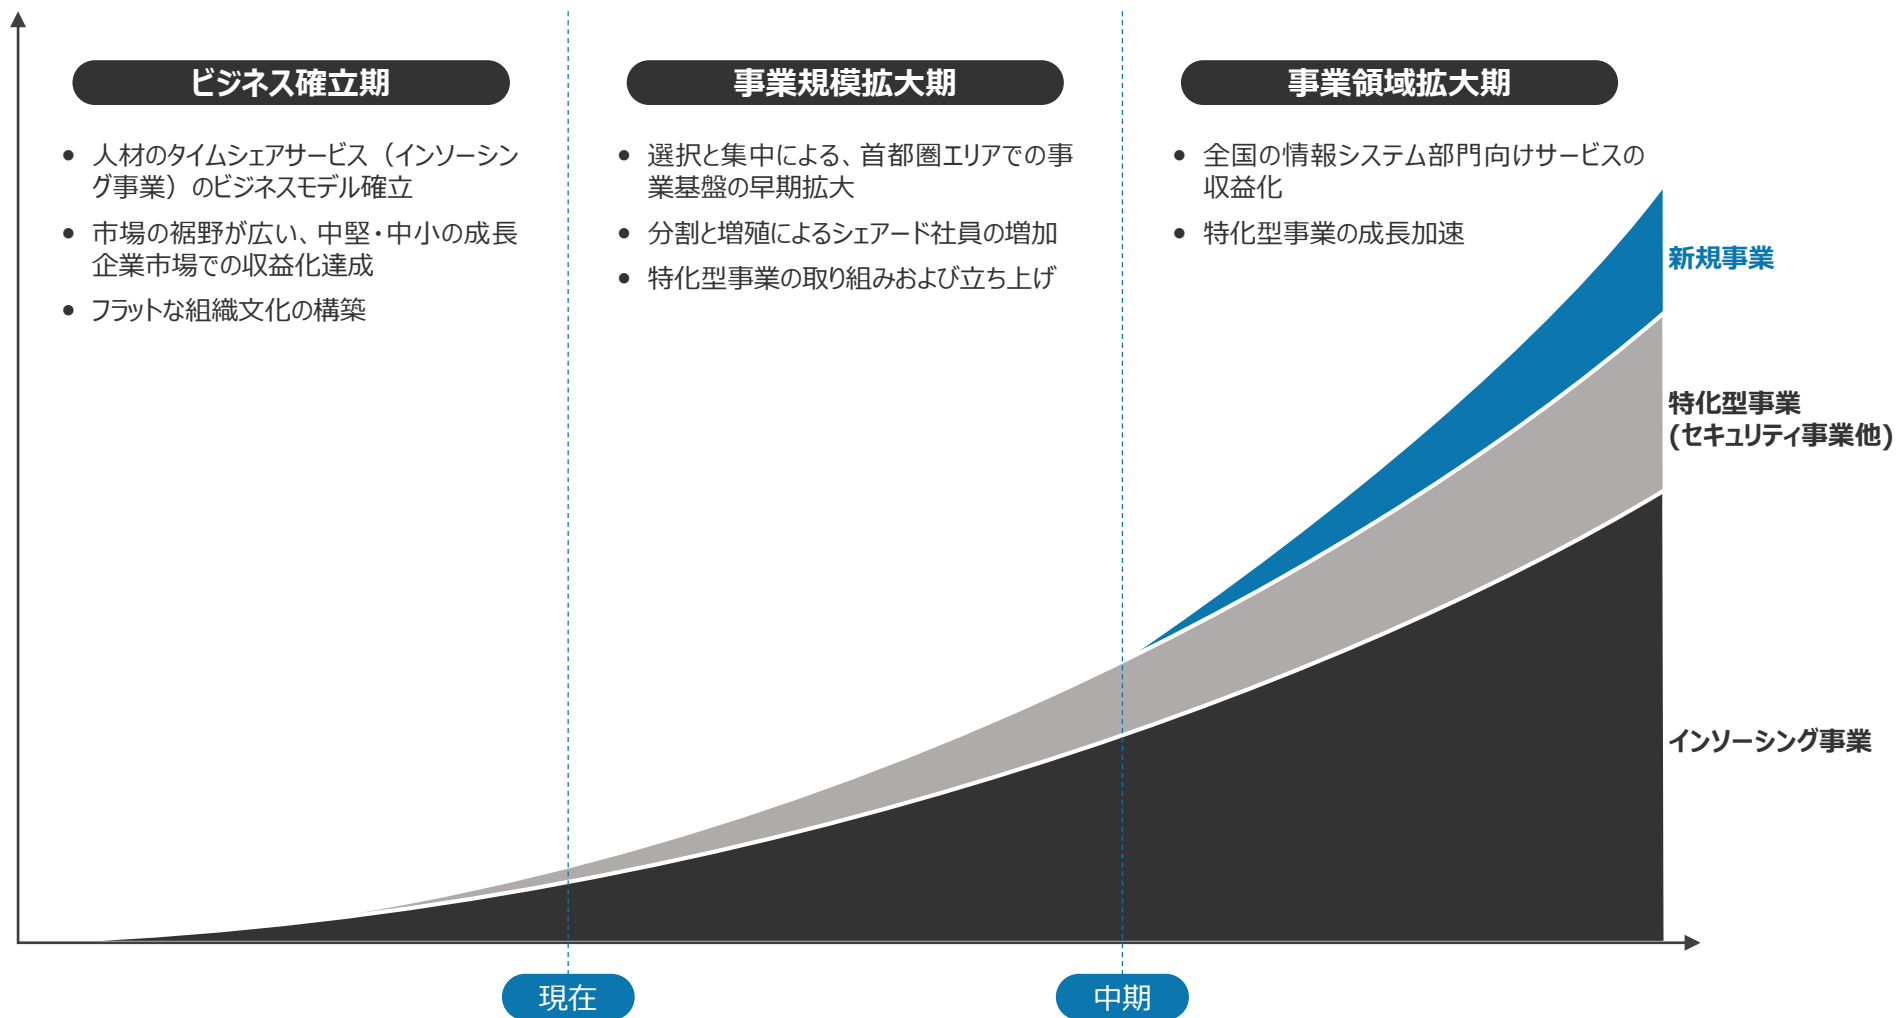 ビジネス確立期
• 人材のタイムシェアサービス（インソーシン
グ事業）のビジネスモデル確立
• 市場の裾野が広い、中堅・中小の成長
企業市場での収益化達成
• フラットな組織文化の構築
事業規模拡大期
• 選択と集中による、首都圏エリアでの事
業基盤の早期拡大
• 分割と増殖によるシェアード社員の増加
• 特化型事業の取り組みおよび立ち上げ
事業領域拡大期
• 全国の情報システム部門向けサービスの
収益化
• 特化型事業の成長加速
新規事業
特化型事業
(セキュリティ事業他)
インソーシング事業
現在
中期